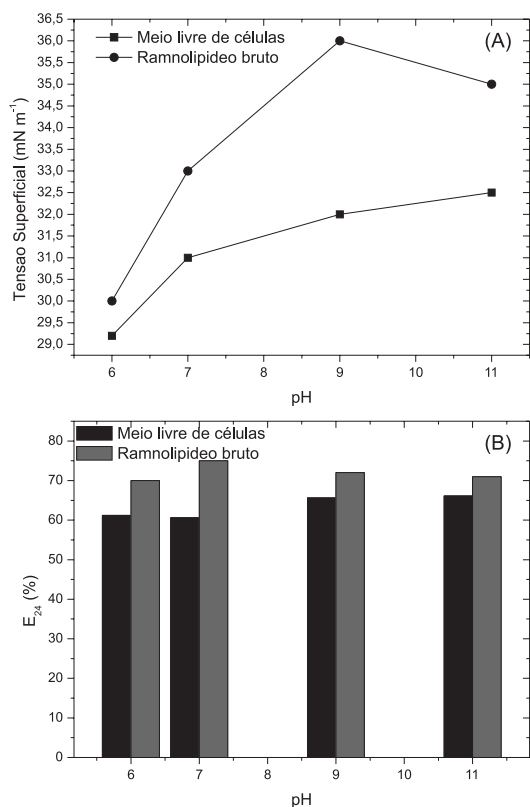 36,5
36,0
35,5
35,0
34,5
34,0
33,5
33,0
32,5
32,0
31,5
31,0
30,5
30,0
29,5
29,0
Tensao Superficial (mN m⁻¹)
Meio livre de células
Ramnolipideo bruto
(A)
6 7 8 9 10 11
pH
80
70
60
50
40
30
20
10
0
E₂₄ (%)
Meio livre de células
Ramnolipideo bruto
(B)
6 7 8 9 10 11
pH